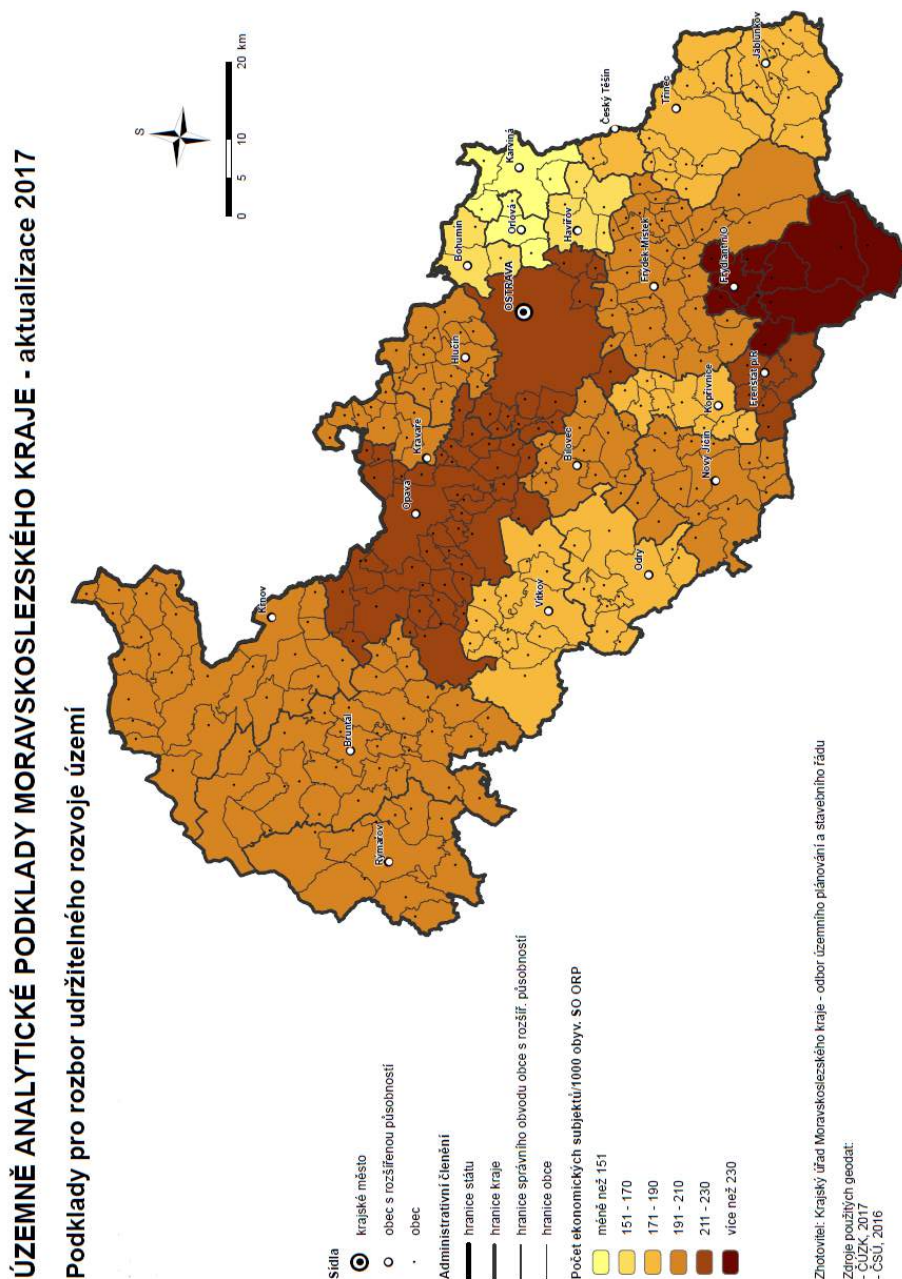 ÚZEMNĚ ANALYTICKÉ PODKLADY MORAVSKOSLEZSKÉHO KRAJE - aktualizace 2017
Podklady pro rozbor udržitelného rozvoje území
S
0 5 10 20 km
Krnov
Bruntál
Rýmařov
Opava
Kravaře
Hlučín
Bohumín
Orlová
Karviná
OSTRAVA
Havířov
Český Těšín
Třinec
Jablunkov
Frýdek-Místek
Frýdlant n.O
Frenštát p.R
Kopřivnice
Nový Jičín
Bílovec
Vítkov
Odry
Sídla
krajské město
obec s rozšířenou působností
obec
Administrativní členění
hranice státu
hranice kraje
hranice správního obvodu obce s rozšíř. působností
hranice obce
Počet ekonomických subjektů/1000 obyv. SO ORP
méně než 151
151 - 170
171 - 190
191 - 210
211 - 230
více než 230
Zhotovitel: Krajský úřad Moravskoslezského kraje - odbor územního plánování a stavebního řádu
Zdroje použitých geodat:
- ČÚZK, 2017
- ČSÚ, 2016